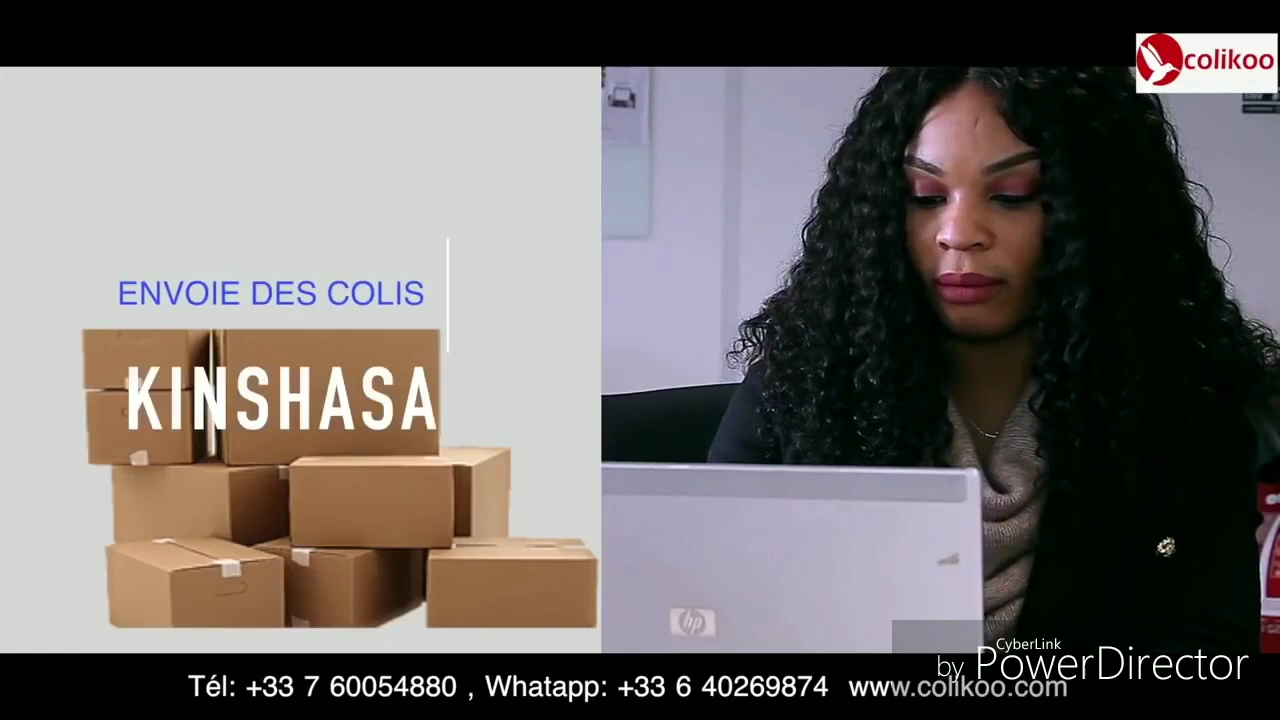 colikoo
ENVOIE DES COLIS
KINSHASA
hp
CyberLink
by PowerDirector
Tél: +33 7 60054880 , Whatapp: +33 6 40269874 www.colikoo.com